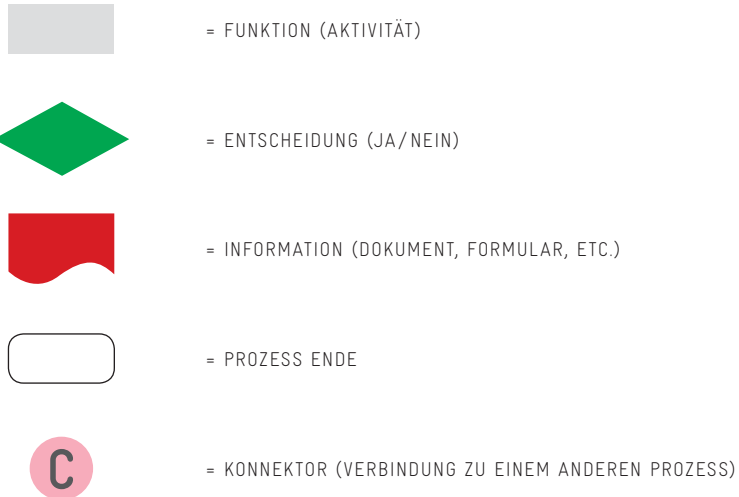 = FUNKTION (AKTIVITÄT)
= ENTSCHEIDUNG (JA/NEIN)
= INFORMATION (DOKUMENT, FORMULAR, ETC.)
= PROZESS ENDE
C = KONNEKTOR (VERBINDUNG ZU EINEM ANDEREN PROZESS)